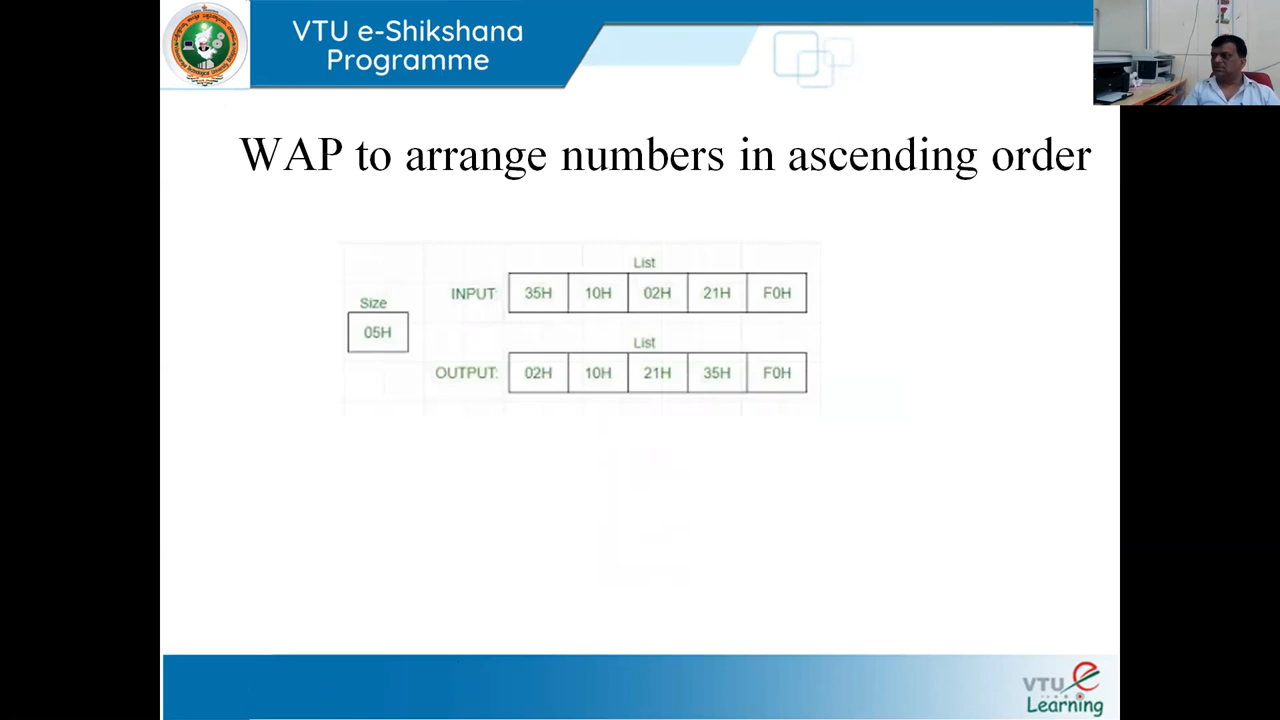 VTU e-Shikshana
Programme
WAP to arrange numbers in ascending order
List
INPUT: 35H 10H 02H 21H F0H
Size
05H
List
OUTPUT: 02H 10H 21H 35H F0H
VTU e
Learning